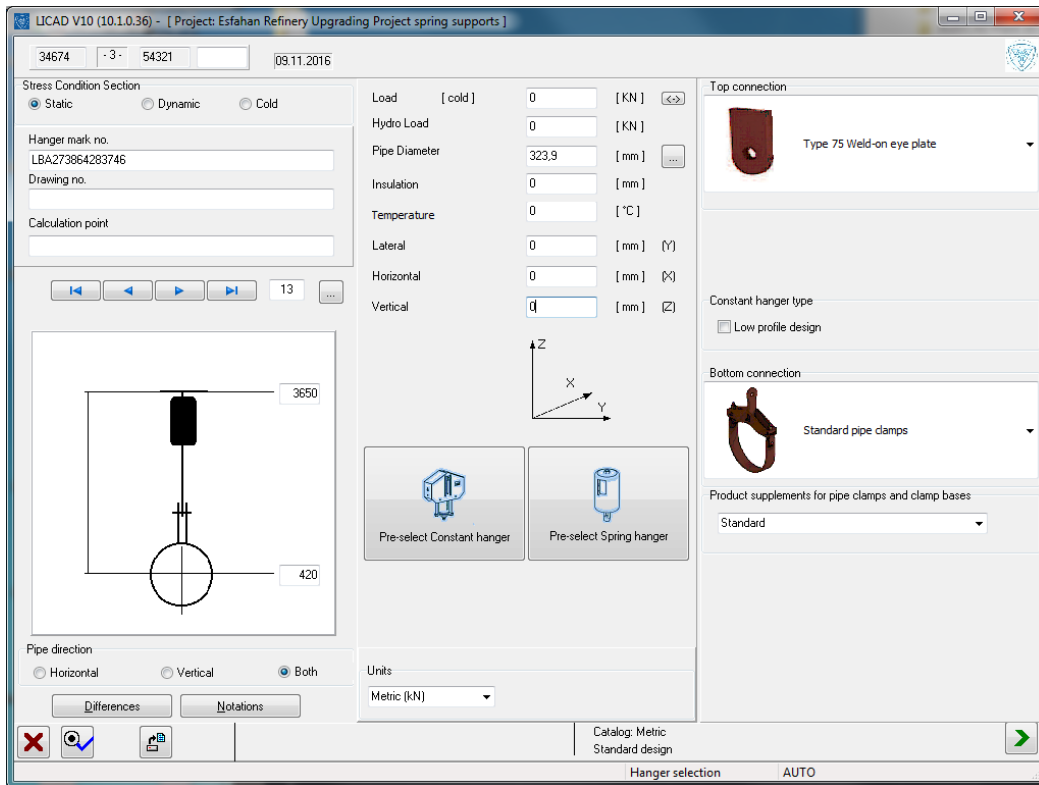 LICAD V10 (10.1.0.36) - [ Project: Esfahan Refinery Upgrading Project spring supports ]
34674 - 3 - 54321 09.11.2016
Stress Condition Section
Static Dynamic Cold
Hanger mark no.
LBA273864283746
Drawing no.
Calculation point
13 ...
3650
420
Pipe direction
Horizontal Vertical Both
Differences Notations
Load [ cold ] 0 [ KN ] <->
Hydro Load 0 [ KN ]
Pipe Diameter 323,9 [ mm ] ...
Insulation 0 [ mm ]
Temperature 0 [ °C ]
Lateral 0 [ mm ] (Y)
Horizontal 0 [ mm ] (X)
Vertical 0 [ mm ] (Z)
Z
X
Y
Pre-select Constant hanger Pre-select Spring hanger
Units
Metric (kN)
Top connection
Type 75 Weld-on eye plate
Constant hanger type
Low profile design
Bottom connection
Standard pipe clamps
Product supplements for pipe clamps and clamp bases
Standard
Catalog: Metric
Standard design
Hanger selection AUTO